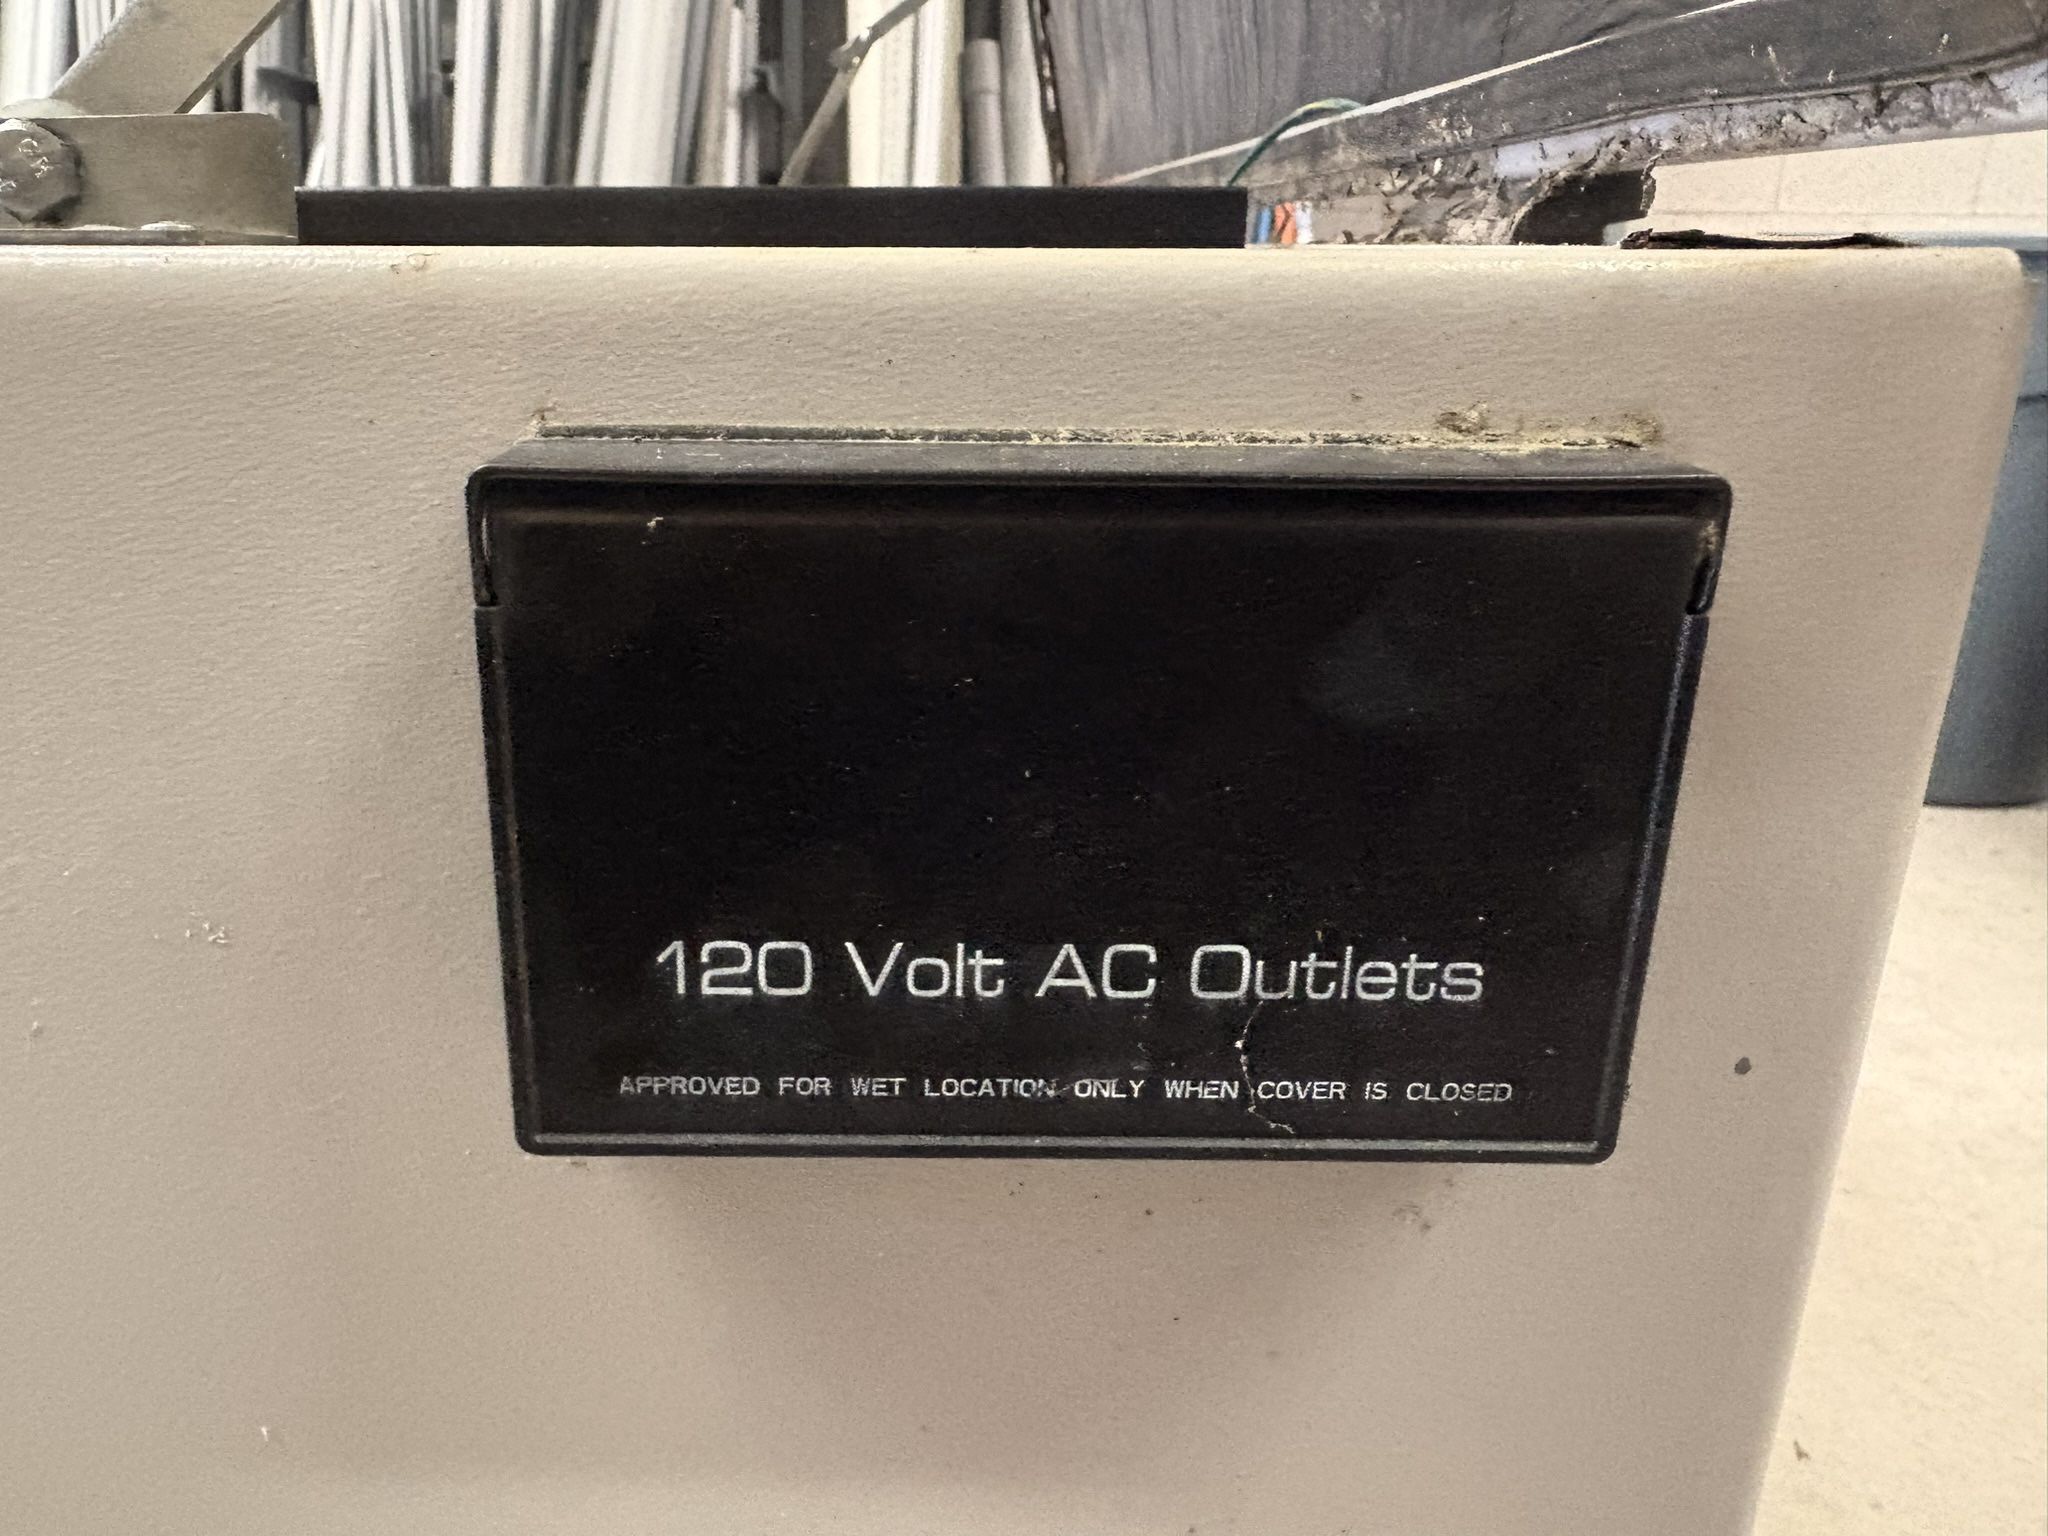 120 Volt AC Outlets
APPROVED FOR WET LOCATION ONLY WHEN COVER IS CLOSED